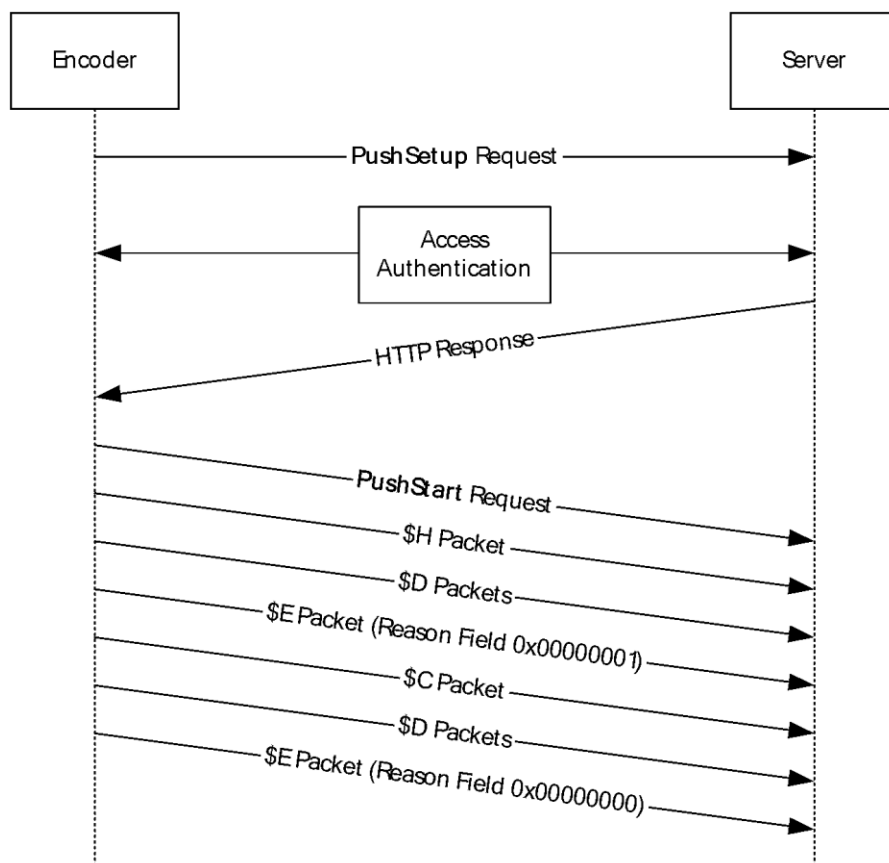 Encoder
Server
PushSetup Request
Access
Authentication
HTTP Response
PushStart Request
$H Packet
$D Packets
$E Packet (Reason Field 0x00000001)
$C Packet
$D Packets
$E Packet (Reason Field 0x00000000)